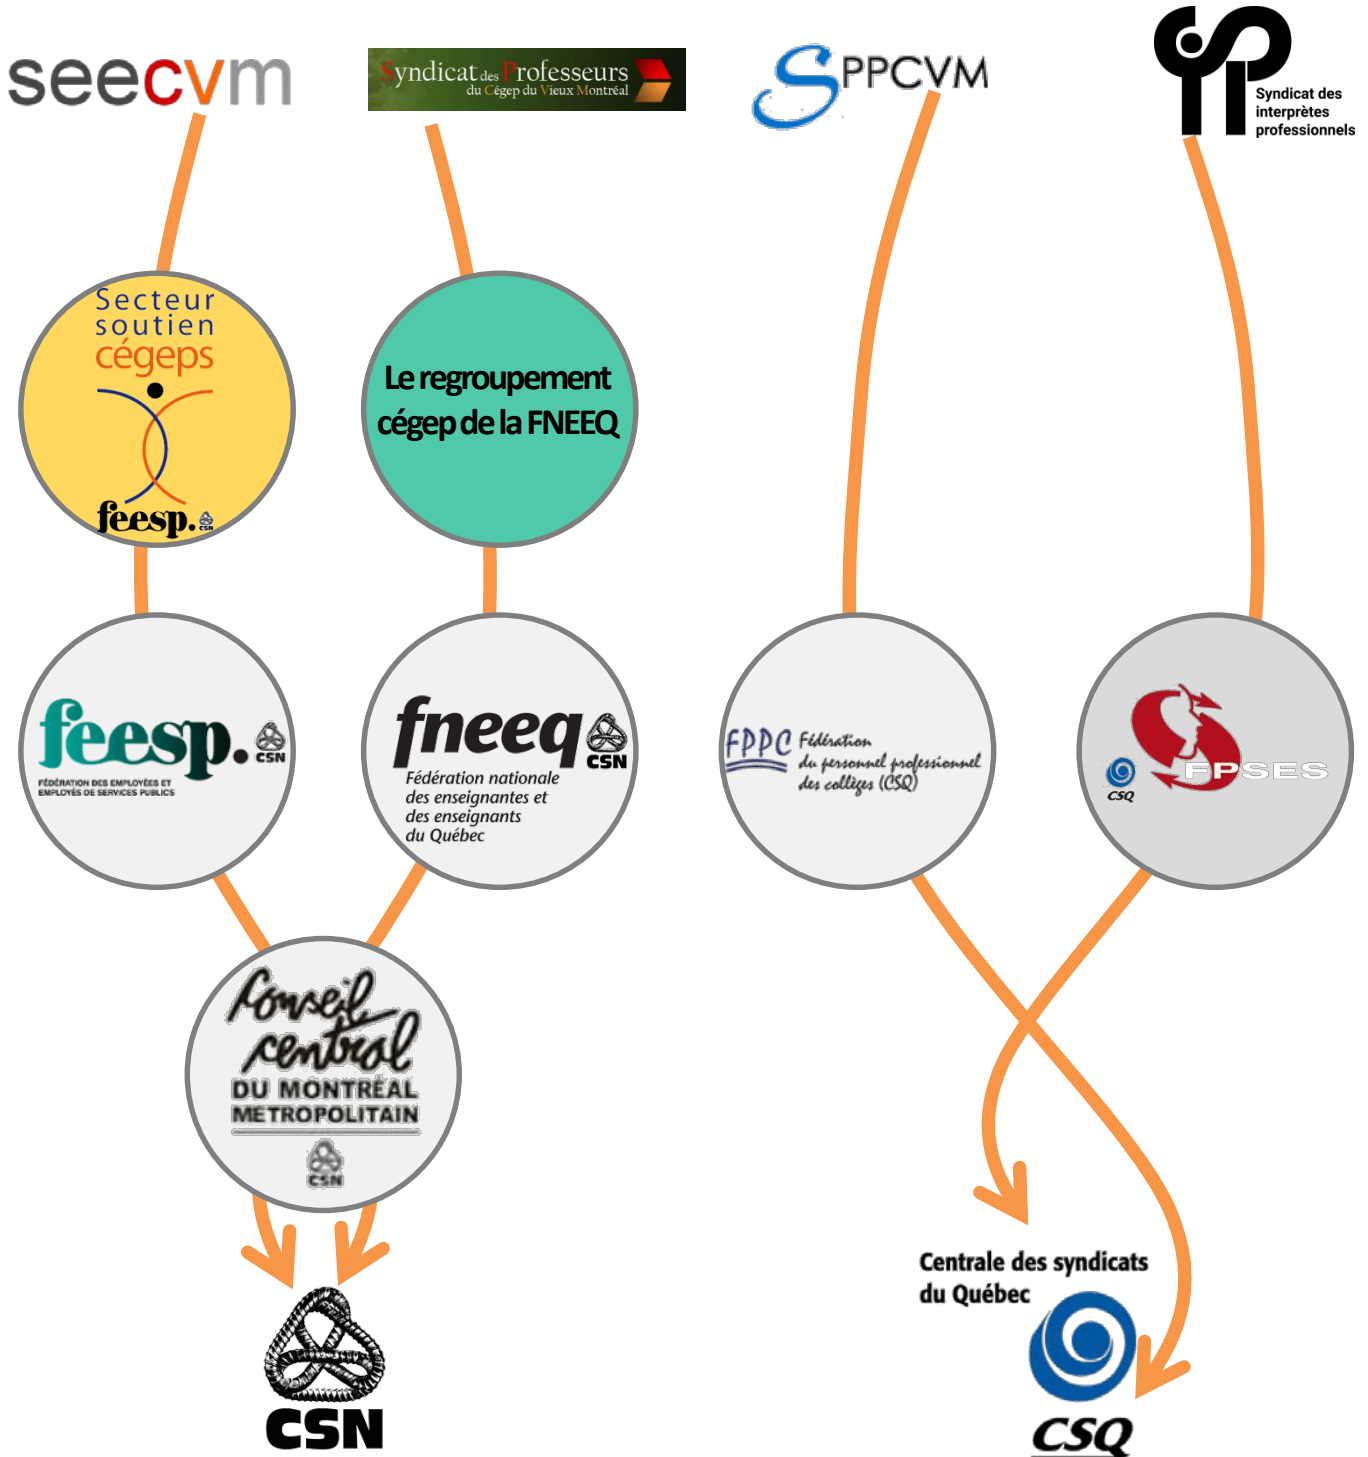 seecvm
Syndicat des Professeurs
du Cégep du Vieux Montréal
SPPCVM
SIP
Syndicat des
interprètes
professionnels
Secteur
soutien
cégeps
feesp.
CSN
Le regroupement
cégep de la FNEEQ
feesp.
CSN
FÉDÉRATION DES EMPLOYÉES ET
EMPLOYÉS DE SERVICES PUBLICS
fneeq
CSN
Fédération nationale
des enseignantes et
des enseignants
du Québec
FPPC Fédération
du personnel professionnel
des collèges (CSQ)
FPSES
CSQ
Conseil
central
DU MONTRÉAL
METROPOLITAIN
CSN
CSN
Centrale des syndicats
du Québec
CSQ